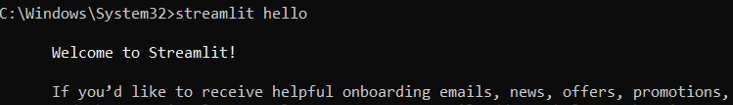 C:\Windows\System32>streamlit hello
Welcome to Streamlit!
If you’d like to receive helpful onboarding emails, news, offers, promotions,